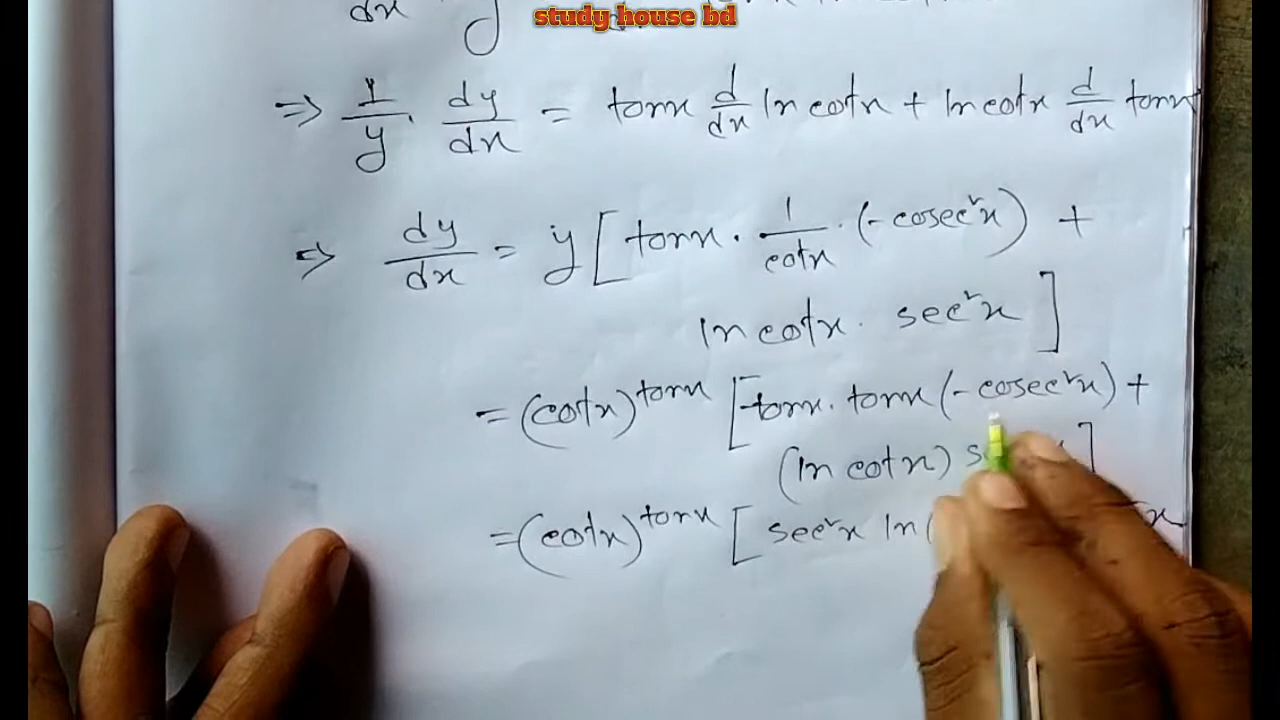 study house bd
dx y
⇒ 1/y . dy/dx = tanx d/dx ln cotx + ln cotx d/dx tanx
⇒ dy/dx = y [ tanx . 1/cotx . (- cosec²x) +
ln cotx . sec²x ]
= (cotx)^tanx [ tanx . tanx (- cosec²x) +
(ln cotx) ]
= (cotx)^tanx [ sec²x ln (